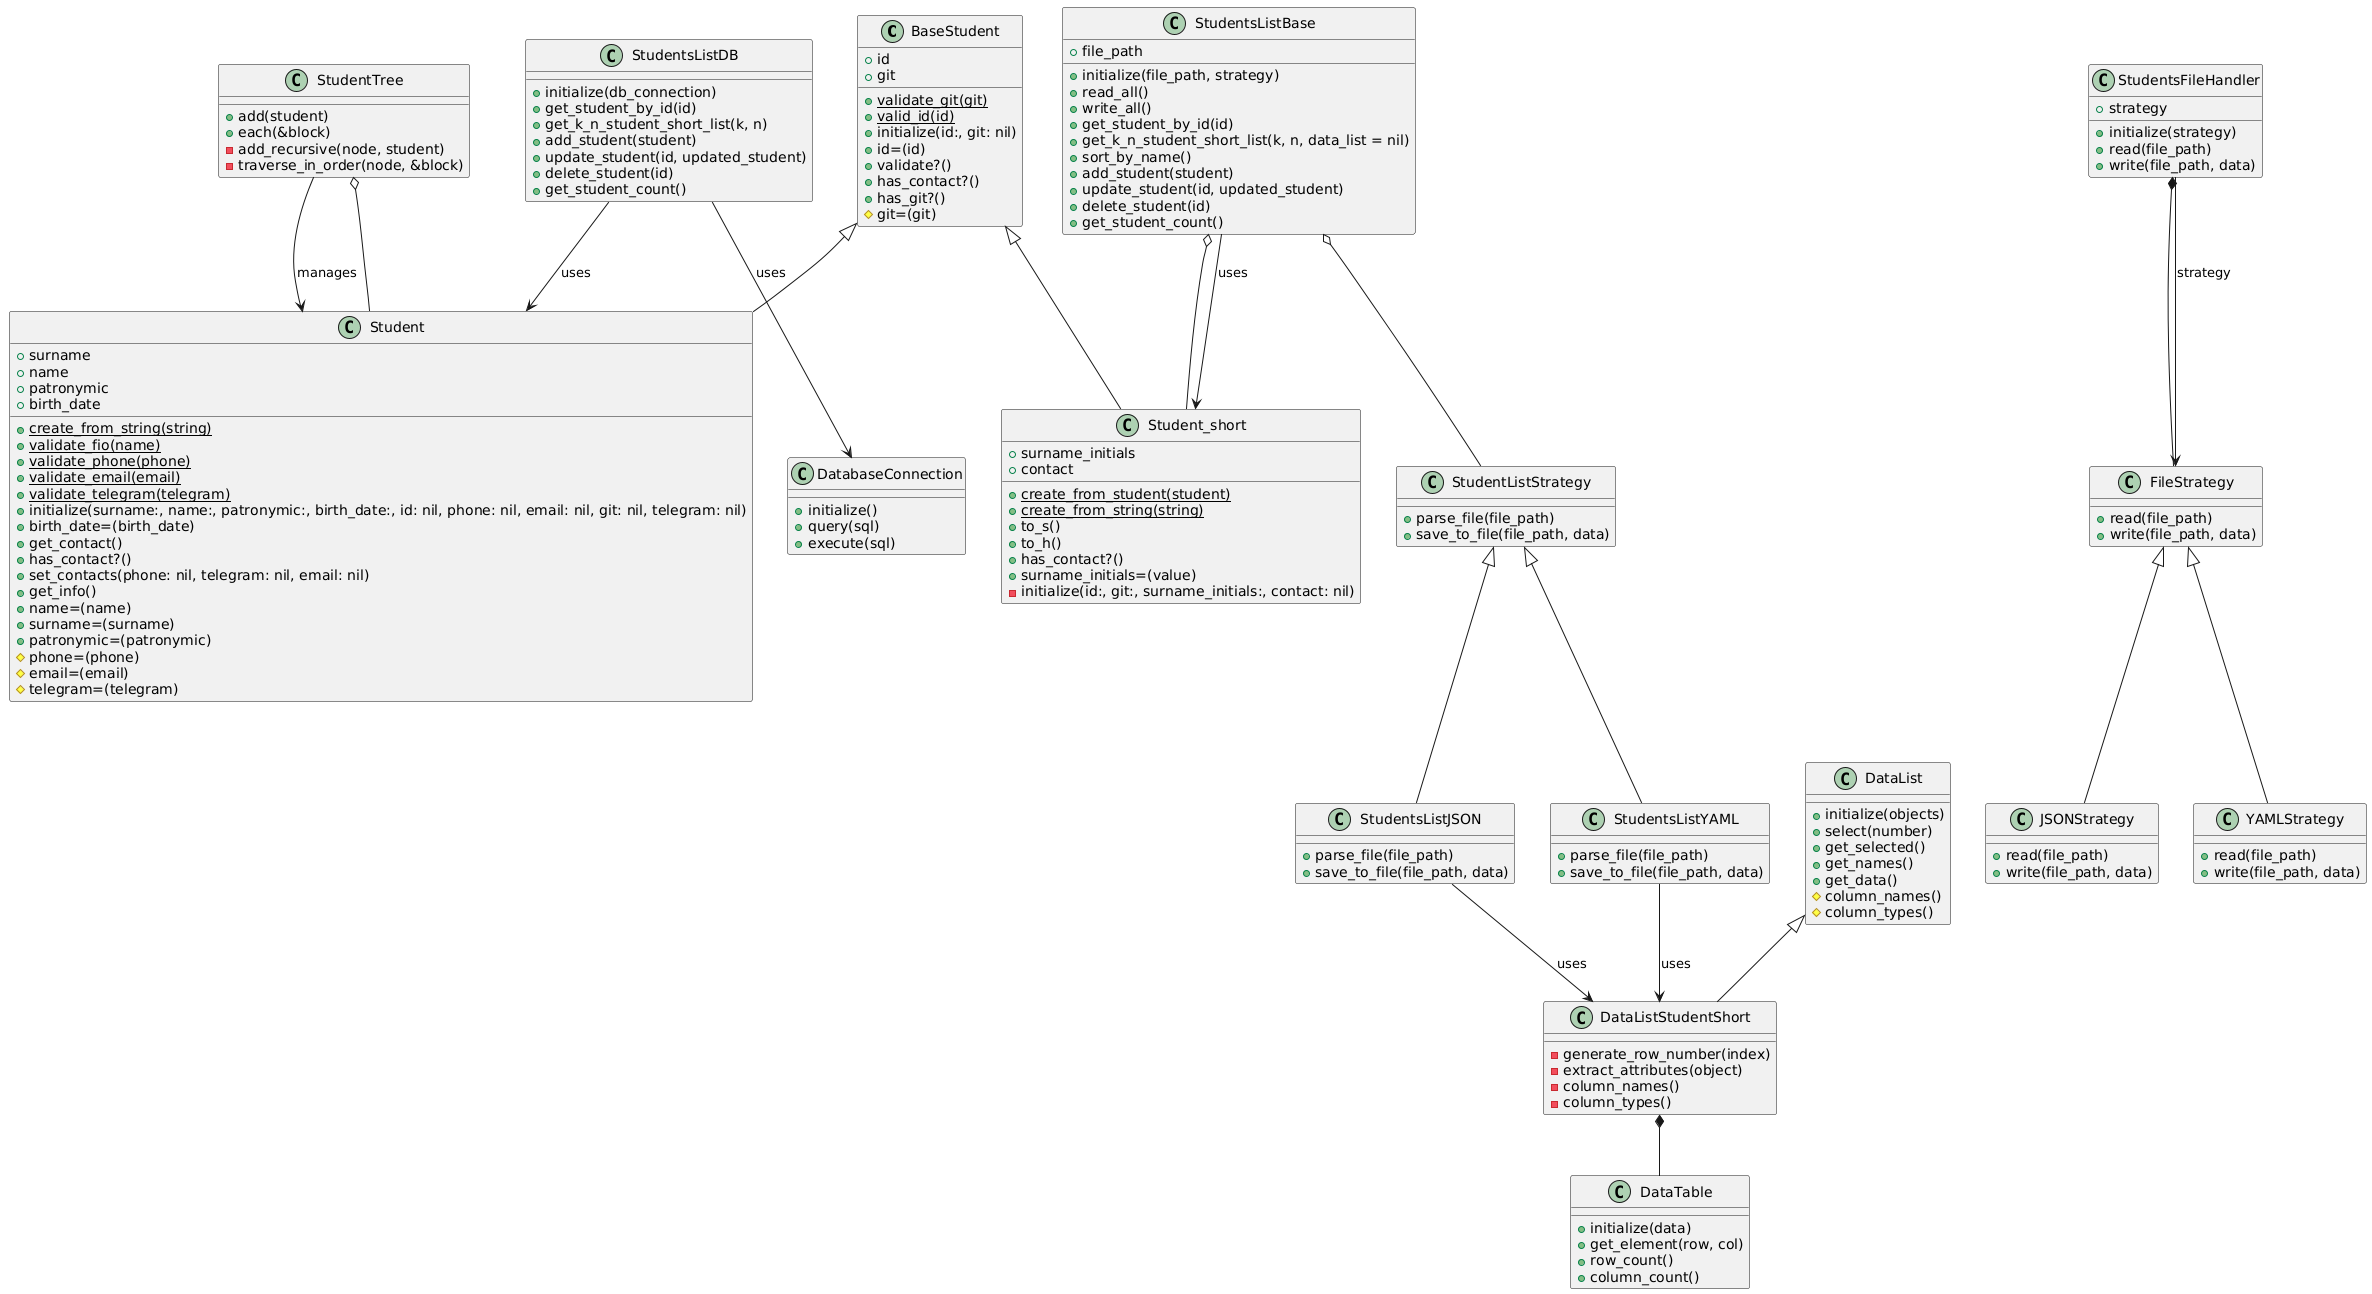 StudentTree
add(student)
each(&block)
add_recursive(node, student)
traverse_in_order(node, &block)
StudentsListDB
initialize(db_connection)
get_student_by_id(id)
get_k_n_student_short_list(k, n)
add_student(student)
update_student(id, updated_student)
delete_student(id)
get_student_count()
BaseStudent
id
git
validate_git(git)
valid_id(id)
initialize(id:, git: nil)
id=(id)
validate?()
has_contact?()
has_git?()
git=(git)
StudentsListBase
file_path
initialize(file_path, strategy)
read_all()
write_all()
get_student_by_id(id)
get_k_n_student_short_list(k, n, data_list = nil)
sort_by_name()
add_student(student)
update_student(id, updated_student)
delete_student(id)
get_student_count()
StudentsFileHandler
strategy
initialize(strategy)
read(file_path)
write(file_path, data)
manages
uses
uses
uses
strategy
Student
surname
name
patronymic
birth_date
create_from_string(string)
validate_fio(name)
validate_phone(phone)
validate_email(email)
validate_telegram(telegram)
initialize(surname:, name:, patronymic:, birth_date:, id: nil, phone: nil, email: nil, git: nil, telegram: nil)
birth_date=(birth_date)
get_contact()
has_contact?()
set_contacts(phone: nil, telegram: nil, email: nil)
get_info()
name=(name)
surname=(surname)
patronymic=(patronymic)
phone=(phone)
email=(email)
telegram=(telegram)
DatabaseConnection
initialize()
query(sql)
execute(sql)
Student_short
surname_initials
contact
create_from_student(student)
create_from_string(string)
to_s()
to_h()
has_contact?()
surname_initials=(value)
initialize(id:, git:, surname_initials:, contact: nil)
StudentListStrategy
parse_file(file_path)
save_to_file(file_path, data)
FileStrategy
read(file_path)
write(file_path, data)
StudentsListJSON
parse_file(file_path)
save_to_file(file_path, data)
StudentsListYAML
parse_file(file_path)
save_to_file(file_path, data)
DataList
initialize(objects)
select(number)
get_selected()
get_names()
get_data()
column_names()
column_types()
JSONStrategy
read(file_path)
write(file_path, data)
YAMLStrategy
read(file_path)
write(file_path, data)
uses
uses
DataListStudentShort
generate_row_number(index)
extract_attributes(object)
column_names()
column_types()
DataTable
initialize(data)
get_element(row, col)
row_count()
column_count()